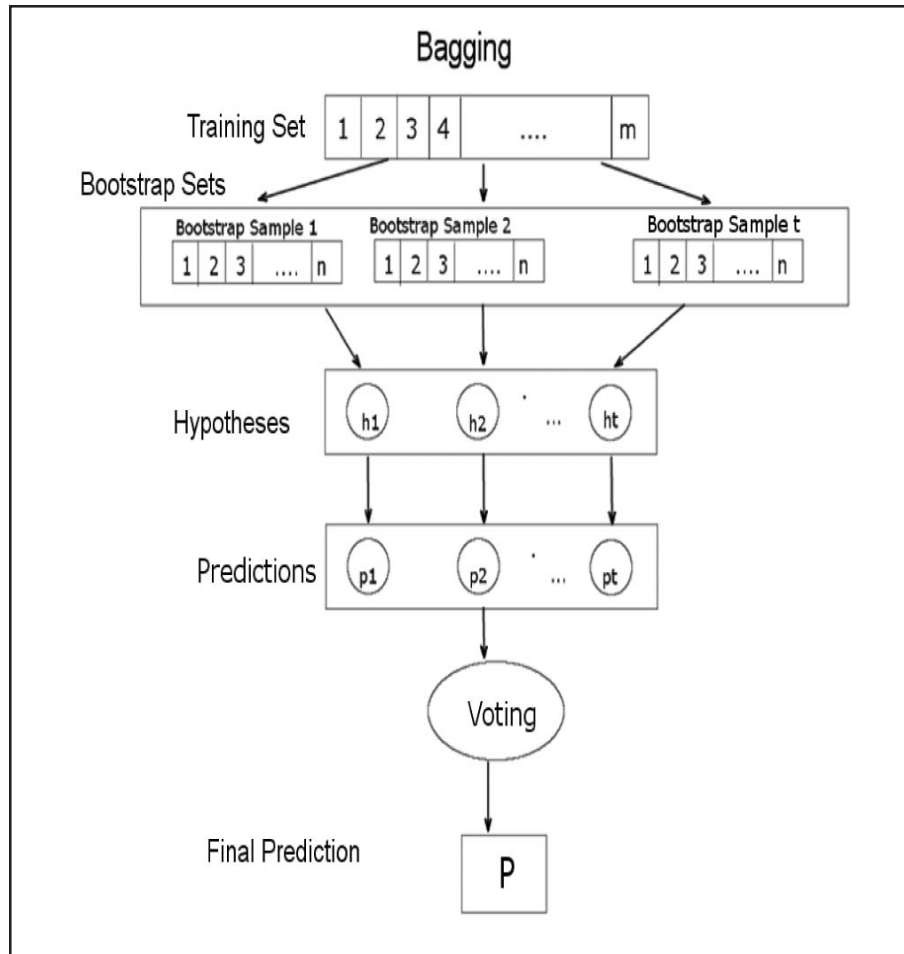 Bagging
Training Set 1 2 3 4 .... m
Bootstrap Sets
Bootstrap Sample 1 Bootstrap Sample 2 Bootstrap Sample t
1 2 3 .... n 1 2 3 .... n 1 2 3 .... n
Hypotheses h1 h2 ... ht
Predictions p1 p2 ... pt
Voting
Final Prediction P